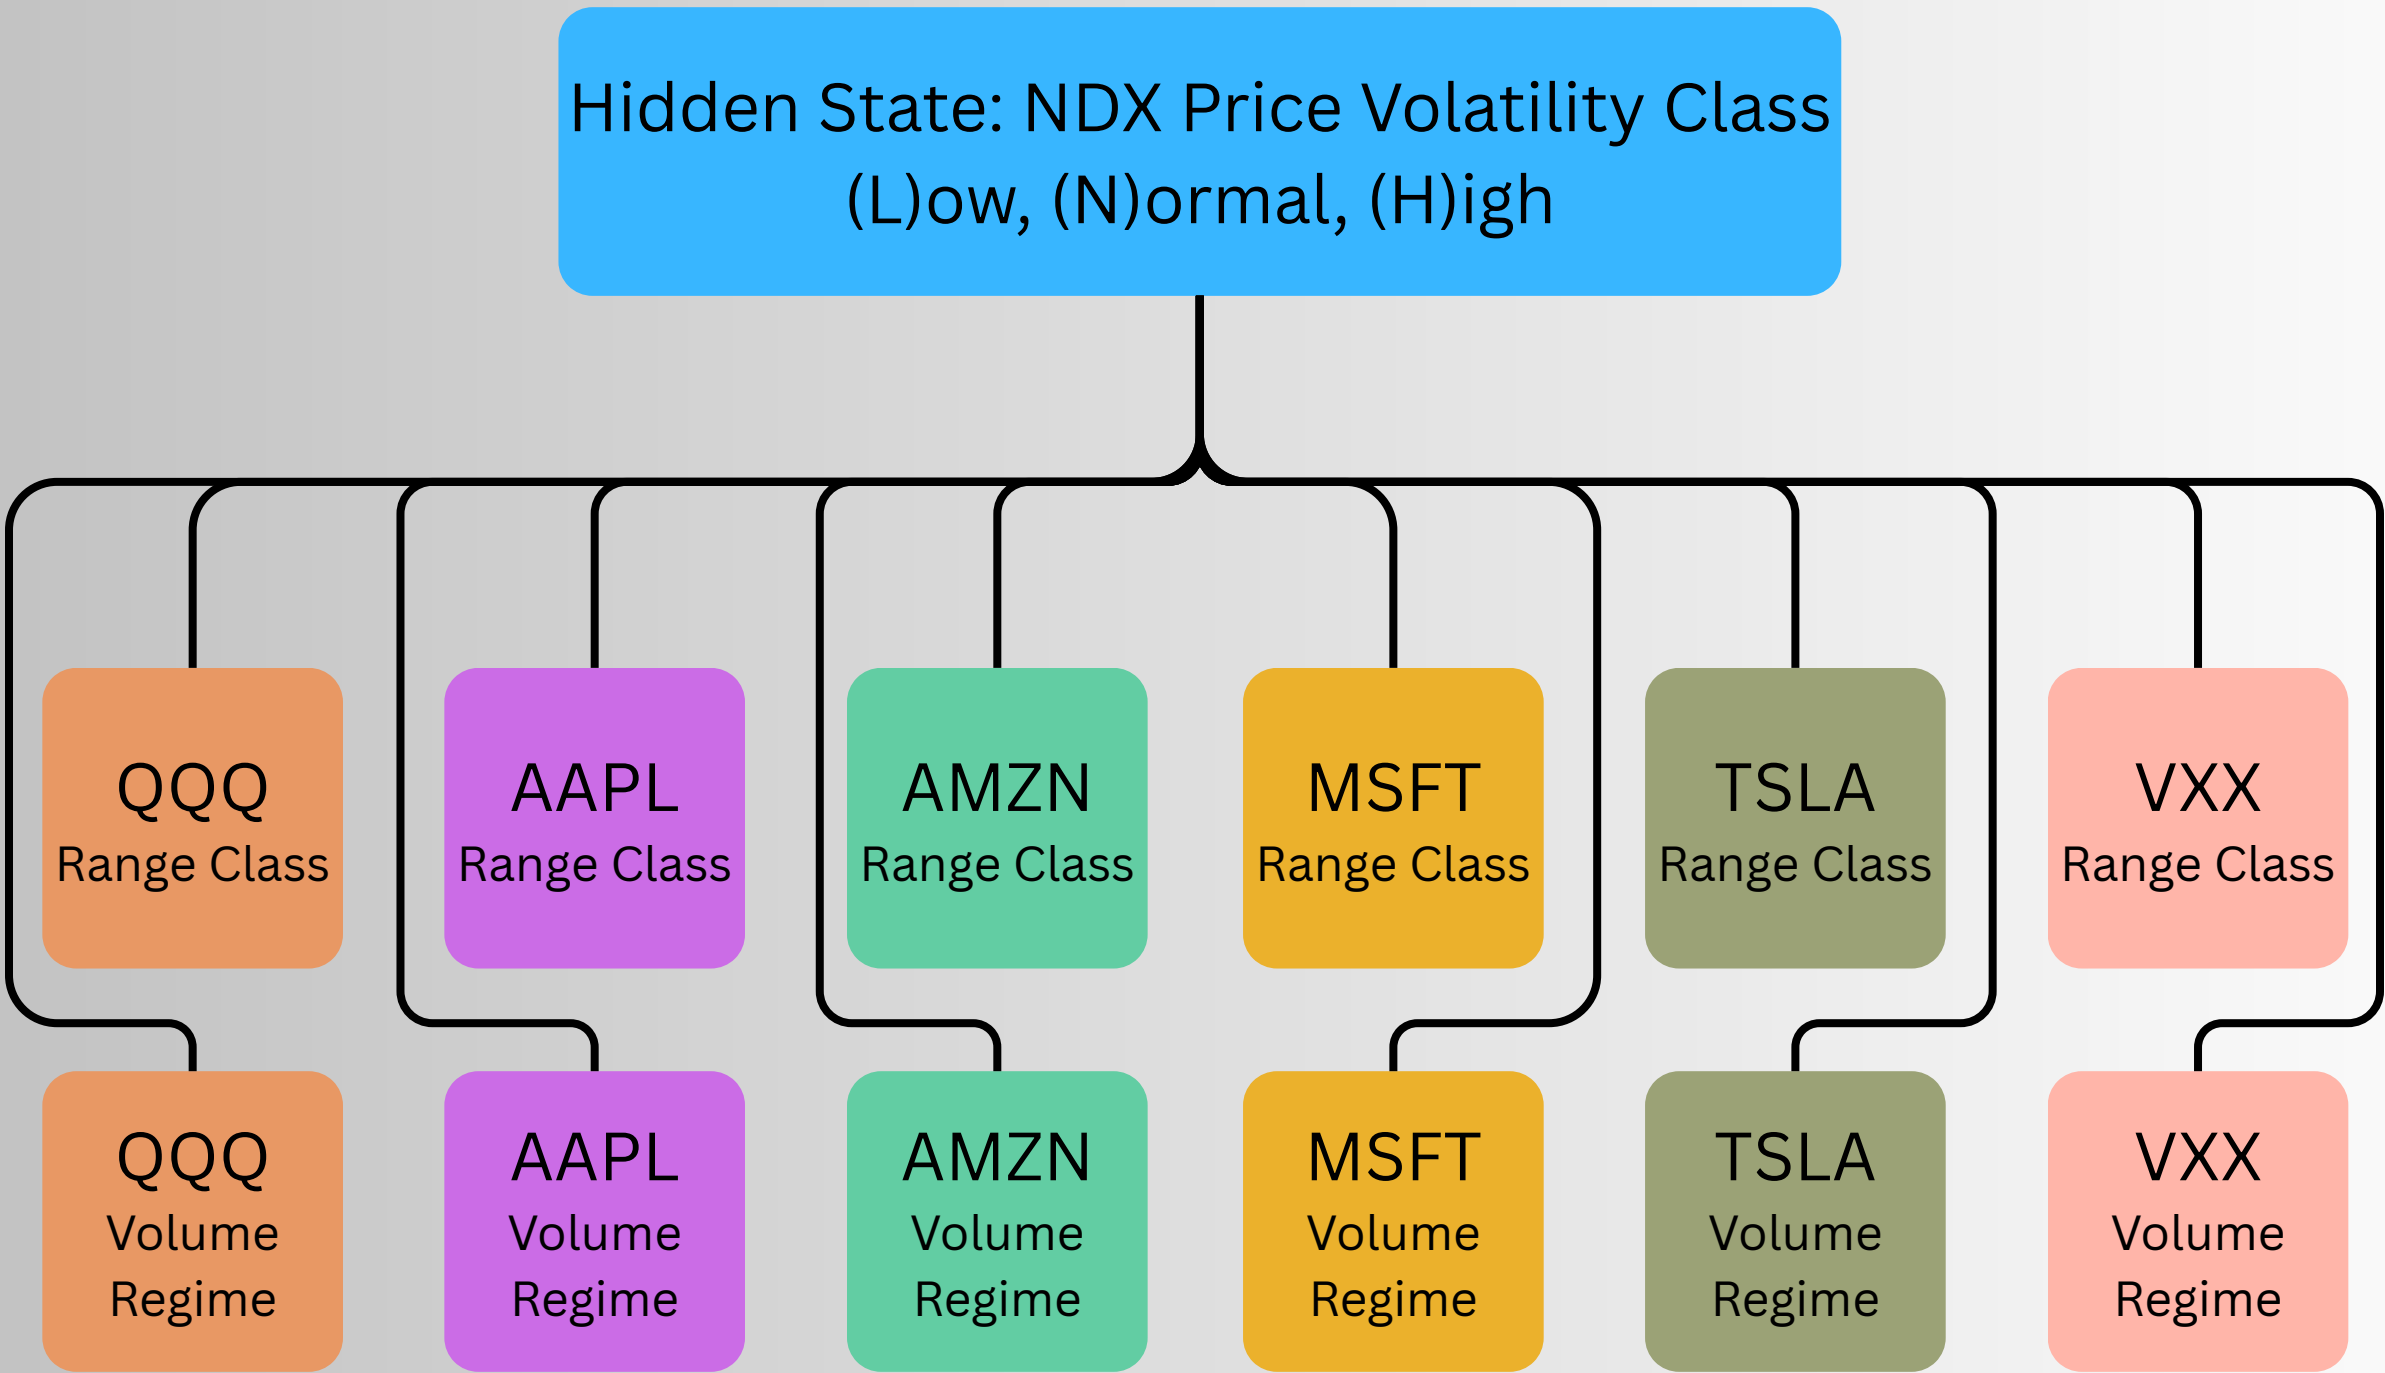 Hidden State: NDX Price Volatility Class
(L)ow, (N)ormal, (H)igh
QQQ
Range Class
AAPL
Range Class
AMZN
Range Class
MSFT
Range Class
TSLA
Range Class
VXX
Range Class
QQQ
Volume
Regime
AAPL
Volume
Regime
AMZN
Volume
Regime
MSFT
Volume
Regime
TSLA
Volume
Regime
VXX
Volume
Regime